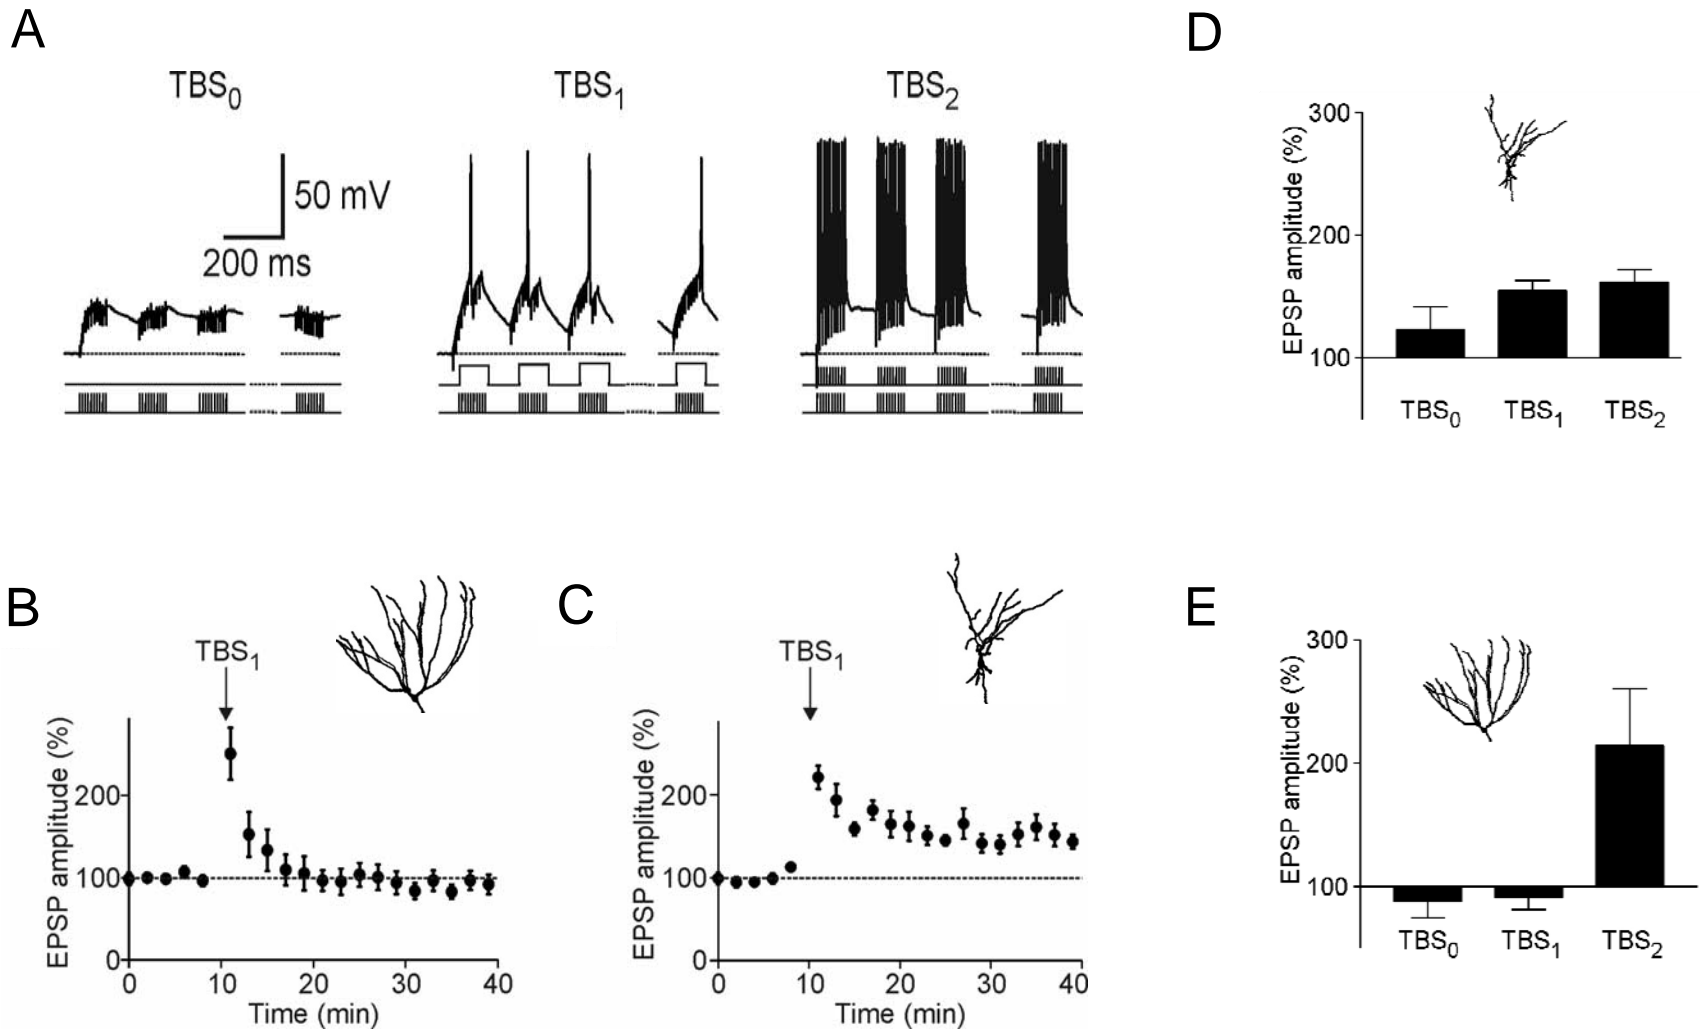 A
TBS0
TBS1
TBS2
50 mV
200 ms
B
TBS1
EPSP amplitude (%)
200
100
0
0 10 20 30 40
Time (min)
C
TBS1
EPSP amplitude (%)
200
100
0
0 10 20 30 40
Time (min)
D
EPSP amplitude (%)
300
200
100
TBS0 TBS1 TBS2
E
EPSP amplitude (%)
300
200
100
TBS0 TBS1 TBS2